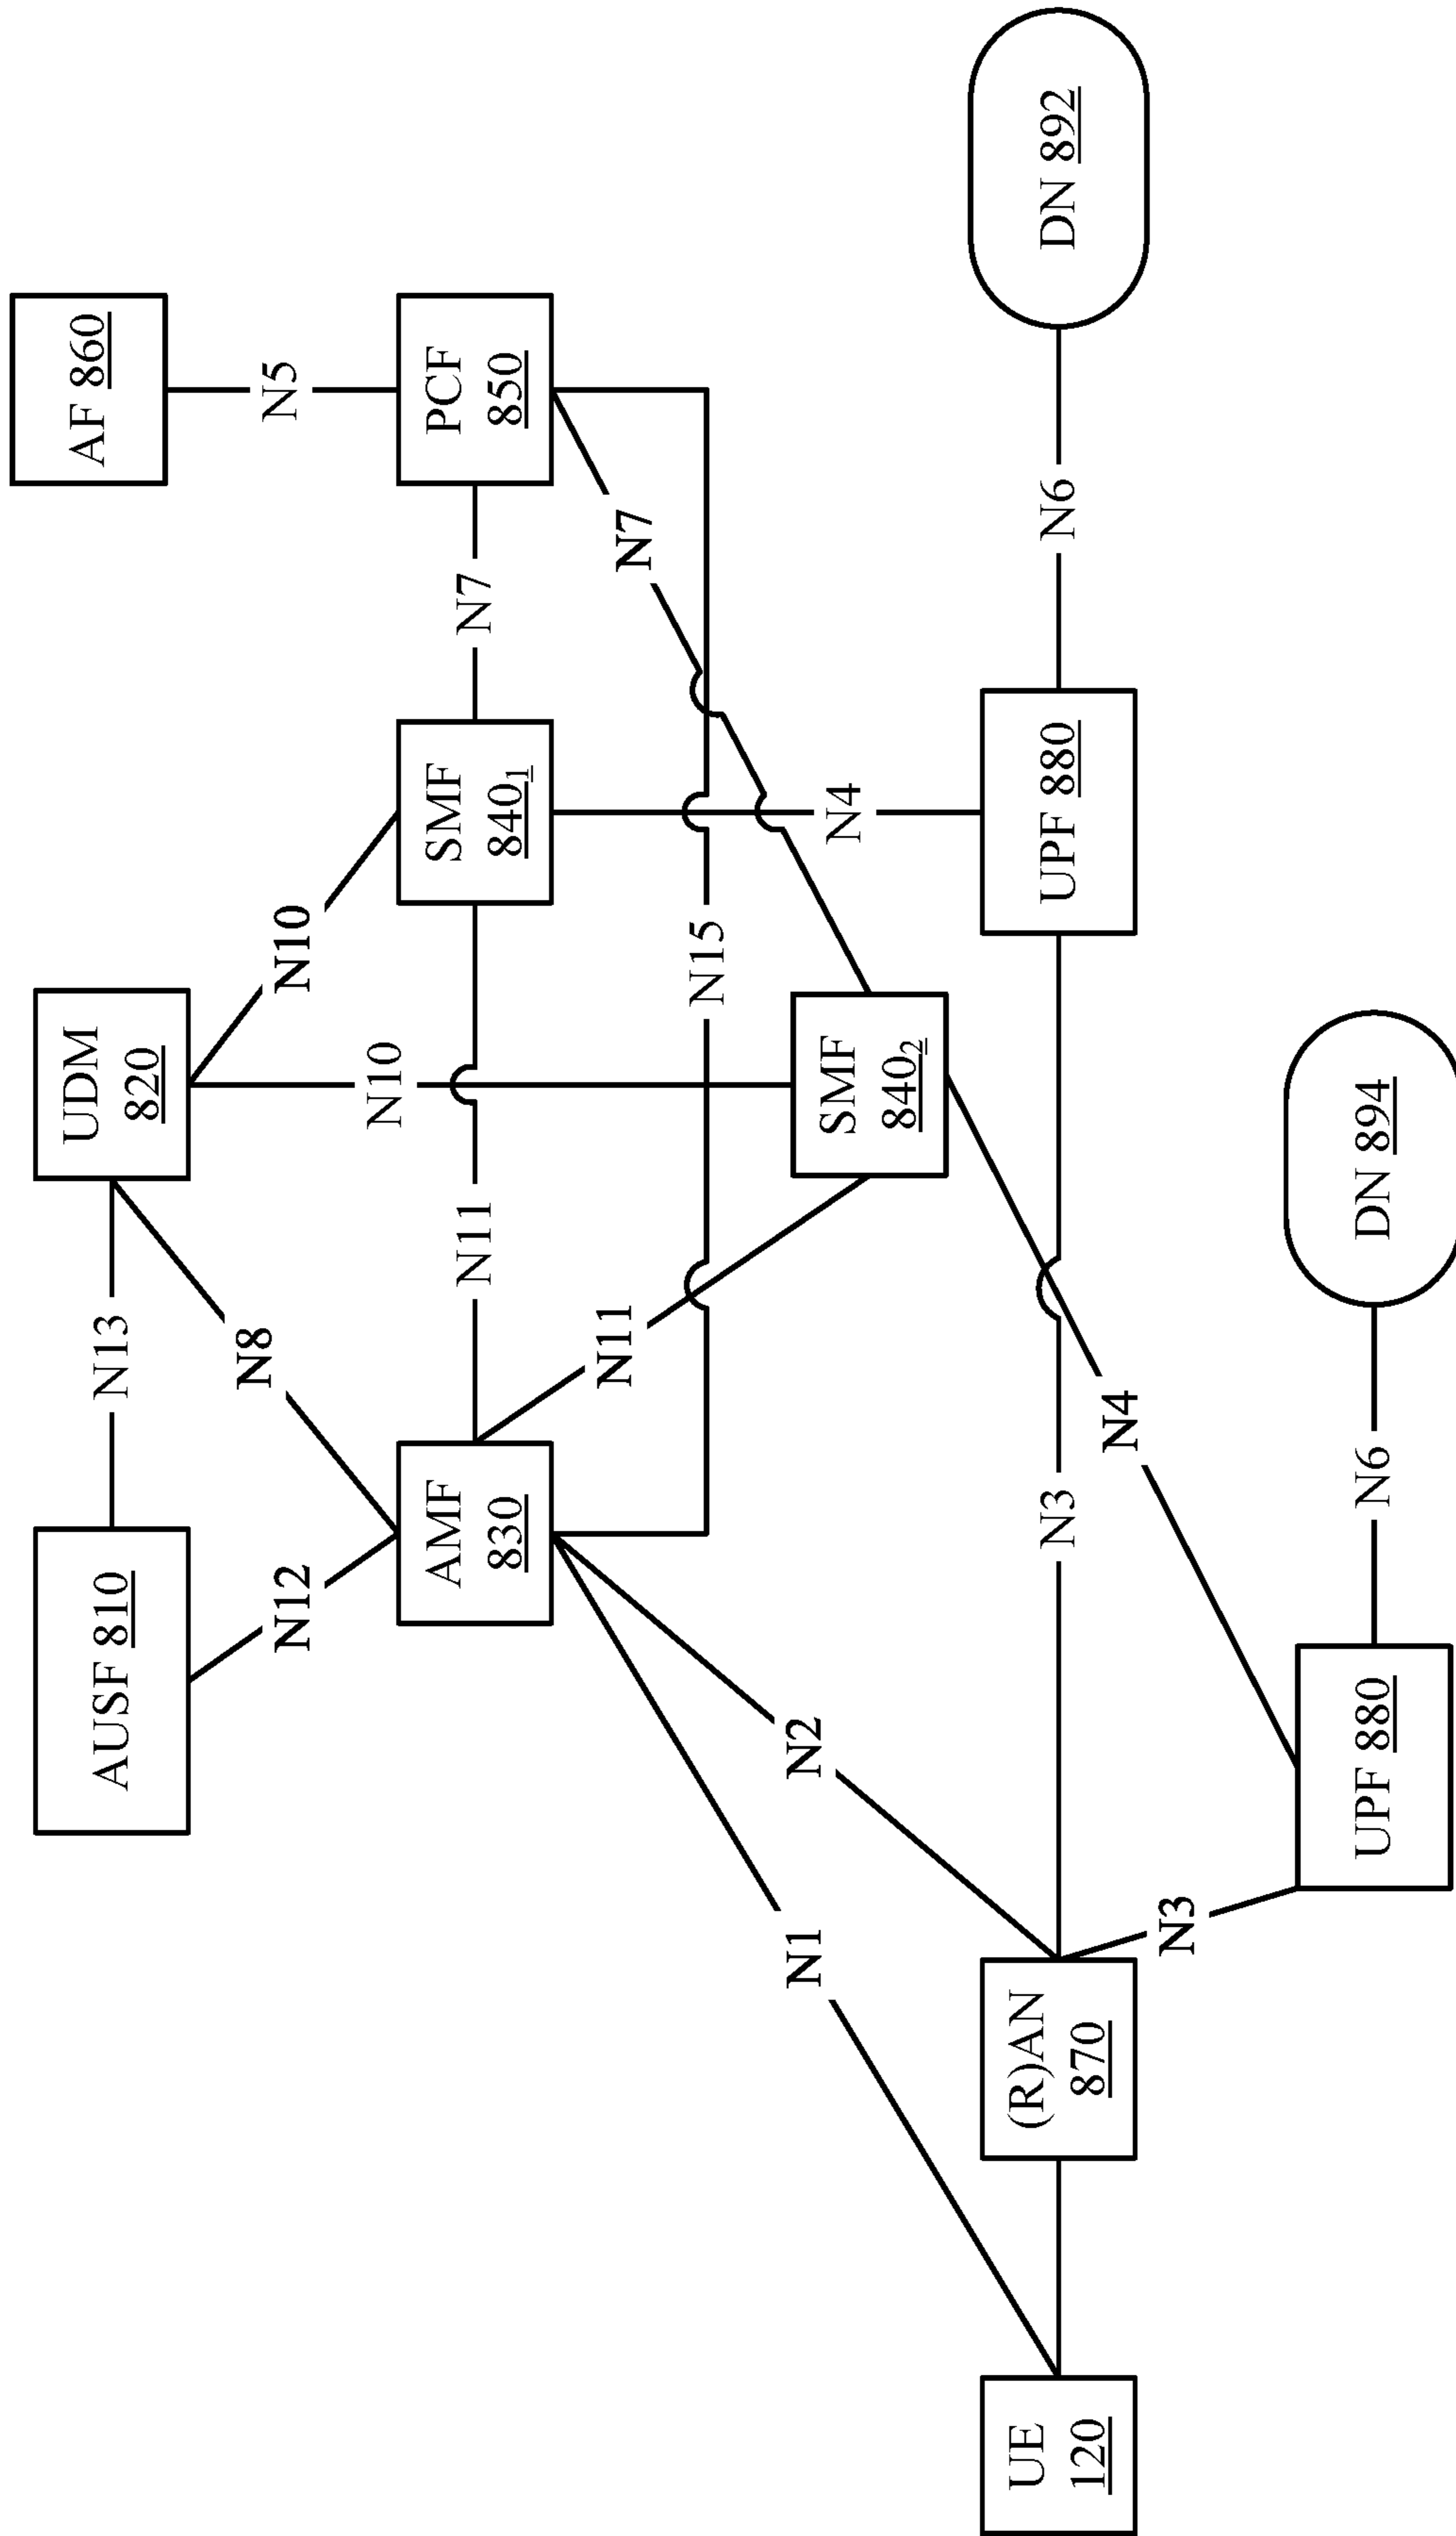 AUSF 810
N13
UDM
820
AF 860
N12
N8
N10
N5
N10
AMF
830
N11
SMF
840₁
N7
PCF
850
N11
N7
N15
N1
N2
SMF
840₂
N4
UE
120
(R)AN
870
N3
UPF 880
N6
DN 892
N4
N3
UPF 880
N6
DN 894